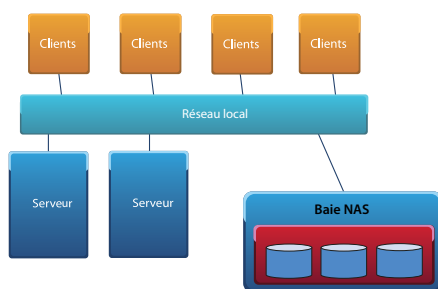 Clients
Clients
Clients
Clients
Réseau local
Serveur
Serveur
Baie NAS